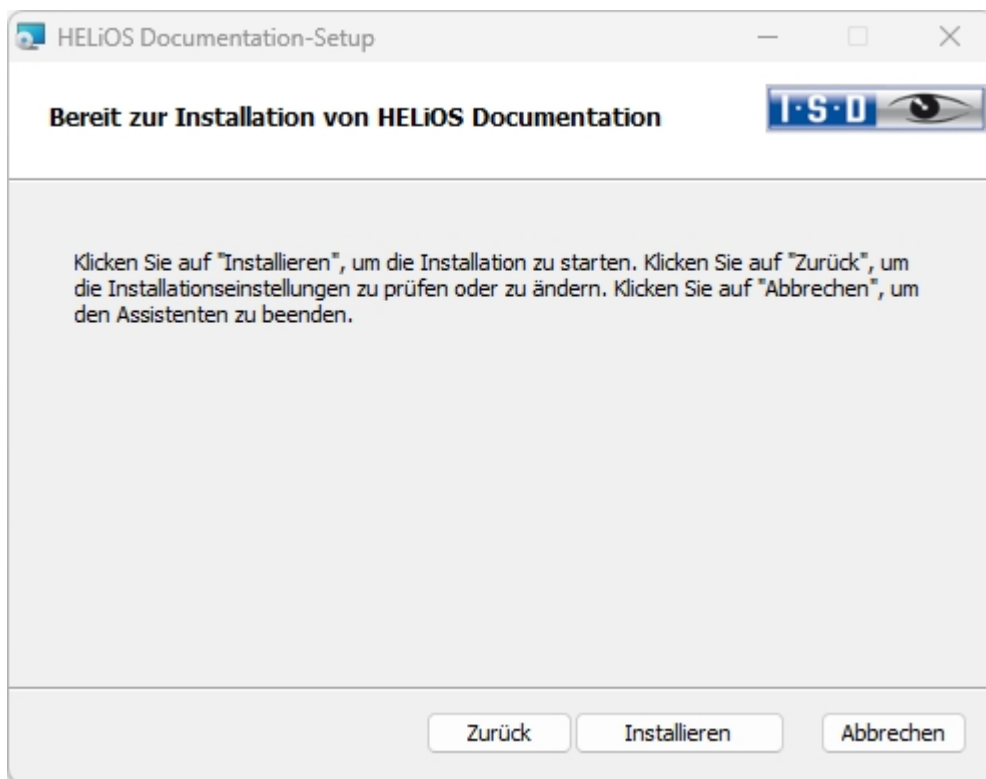 HELiOS Documentation-Setup
Bereit zur Installation von HELiOS Documentation
I·S·D
Klicken Sie auf "Installieren", um die Installation zu starten. Klicken Sie auf "Zurück", um
die Installationseinstellungen zu prüfen oder zu ändern. Klicken Sie auf "Abbrechen", um
den Assistenten zu beenden.
Zurück Installieren Abbrechen